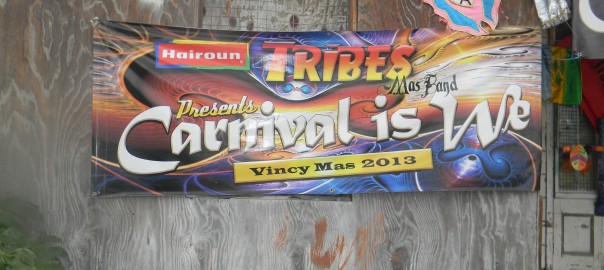 Hairoun
TRIBES
Mas Band
Presents
Carnival is We
Vincy Mas 2013